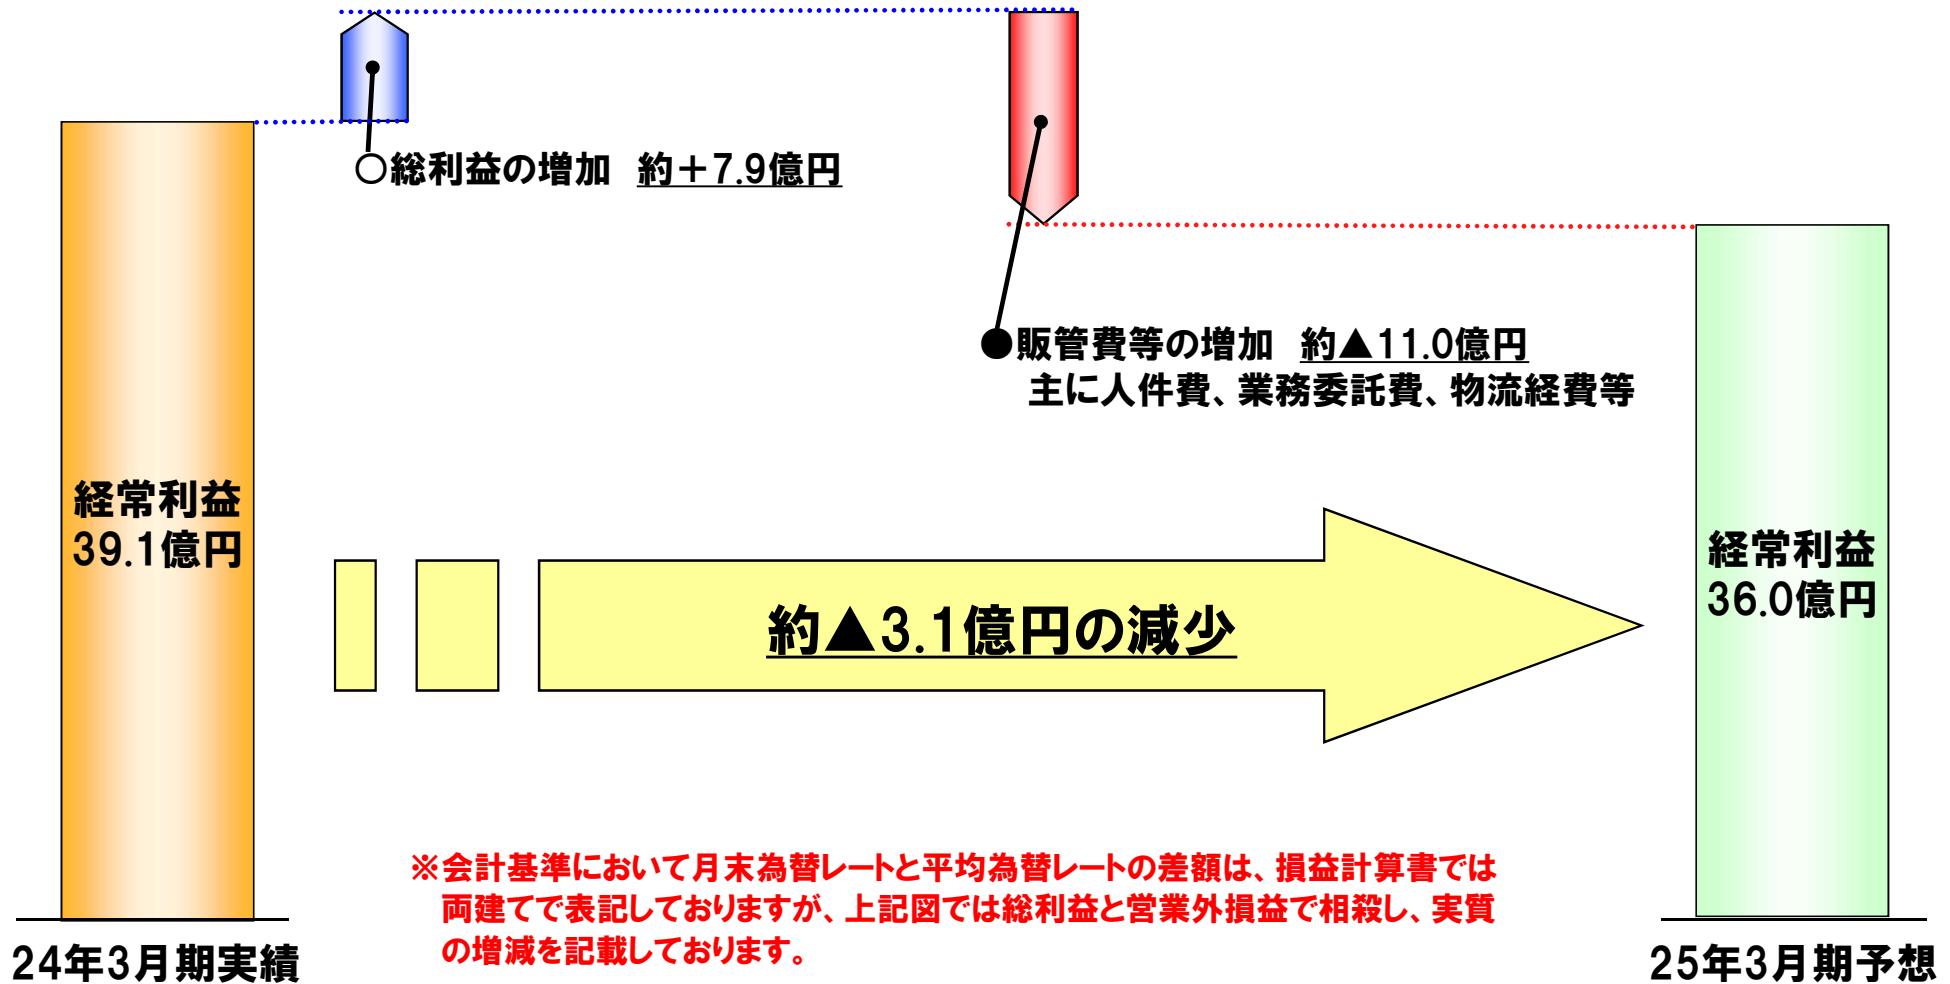 ○総利益の増加　約＋7.9億円
●販管費等の増加　約▲11.0億円
主に人件費、業務委託費、物流経費等
経常利益
39.1億円
約▲3.1億円の減少
経常利益
36.0億円
※会計基準において月末為替レートと平均為替レートの差額は、損益計算書では
両建てで表記しておりますが、上記図では総利益と営業外損益で相殺し、実質
の増減を記載しております。
24年3月期実績
25年3月期予想